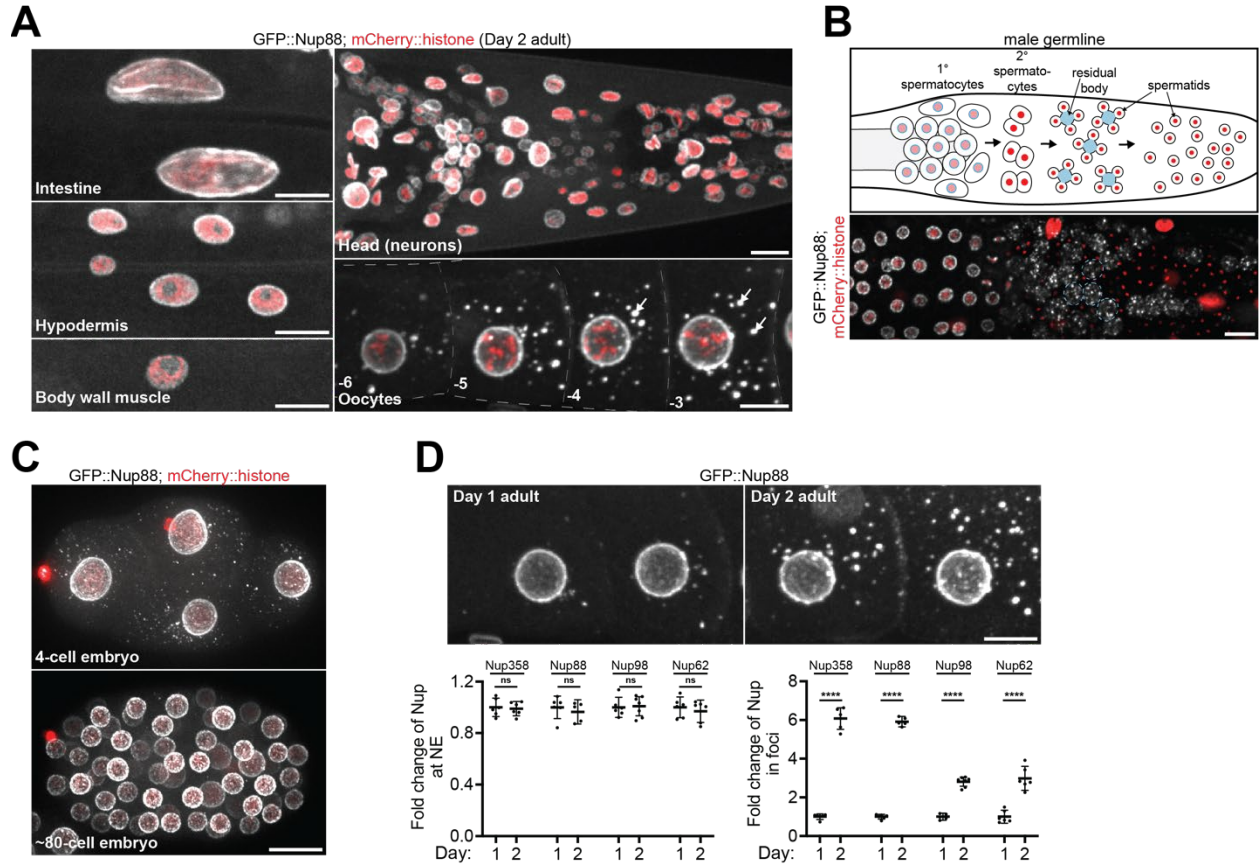 A
GFP::Nup88; mCherry::histone (Day 2 adult)
Intestine
Hypodermis
Body wall muscle
Head (neurons)
-6
-5
-4
-3
Oocytes
B
male germline
1°
spermatocytes
2°
spermato-
cytes
residual
body
spermatids
GFP::Nup88;
mCherry::histone
C
GFP::Nup88; mCherry::histone
4-cell embryo
~80-cell embryo
D
GFP::Nup88
Day 1 adult
Day 2 adult
Fold change of Nup
at NE
1.2
0.8
0.4
0.0
Nup358 Nup88 Nup98 Nup62
ns ns ns ns
Day: 1 2 1 2 1 2 1 2
Fold change of Nup
in foci
8
6
4
2
0
Nup358 Nup88 Nup98 Nup62
**** **** **** ****
Day: 1 2 1 2 1 2 1 2